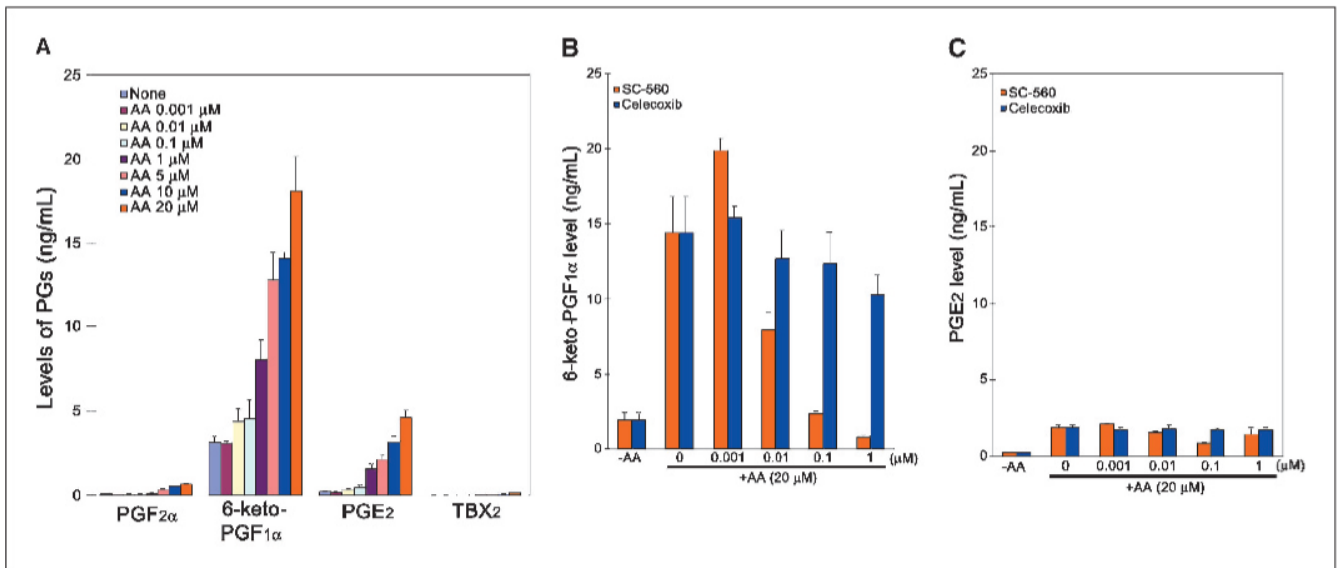 A
Levels of PGs (ng/mL)
25
20
15
10
5
0
None
AA 0.001 μM
AA 0.01 μM
AA 0.1 μM
AA 1 μM
AA 5 μM
AA 10 μM
AA 20 μM
PGF2α
6-keto-
PGF1α
PGE2
TBX2
B
6-keto-PGF1α level (ng/mL)
25
20
15
10
5
0
SC-560
Celecoxib
-AA 0 0.001 0.01 0.1 1 (μM)
+AA (20 μM)
C
PGE2 level (ng/mL)
25
20
15
10
5
0
SC-560
Celecoxib
-AA 0 0.001 0.01 0.1 1 (μM)
+AA (20 μM)